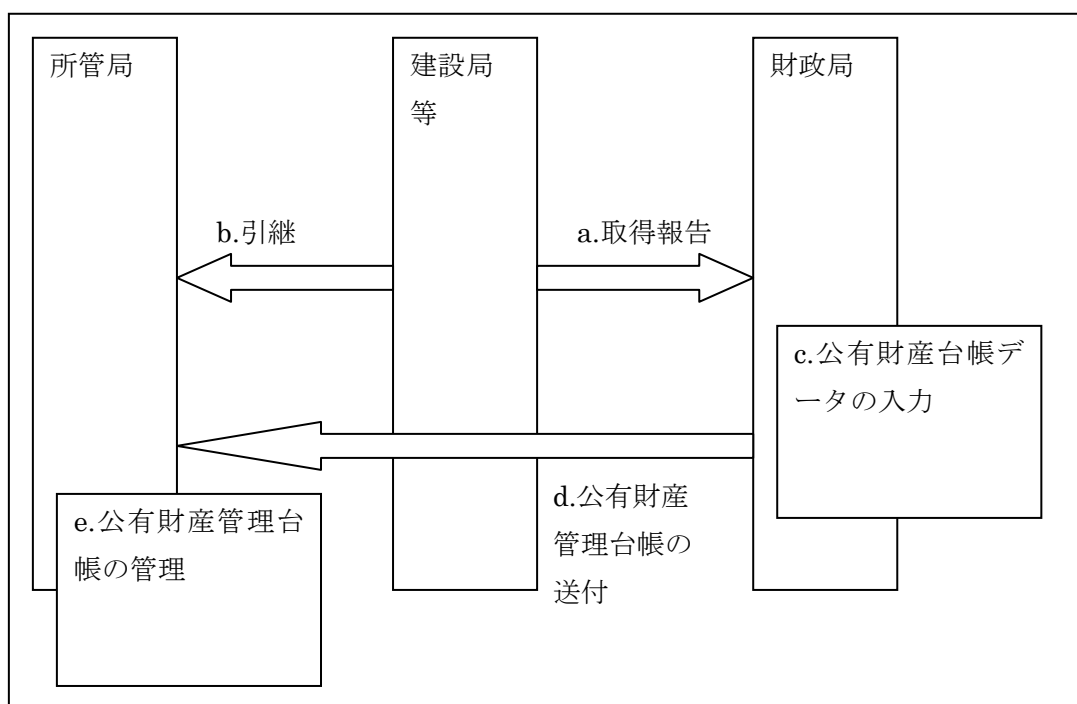 所管局
建設局
等
財政局
b.引継
a.取得報告
c.公有財産台帳デ
ータの入力
d.公有財産
管理台帳の
送付
e.公有財産管理台
帳の管理